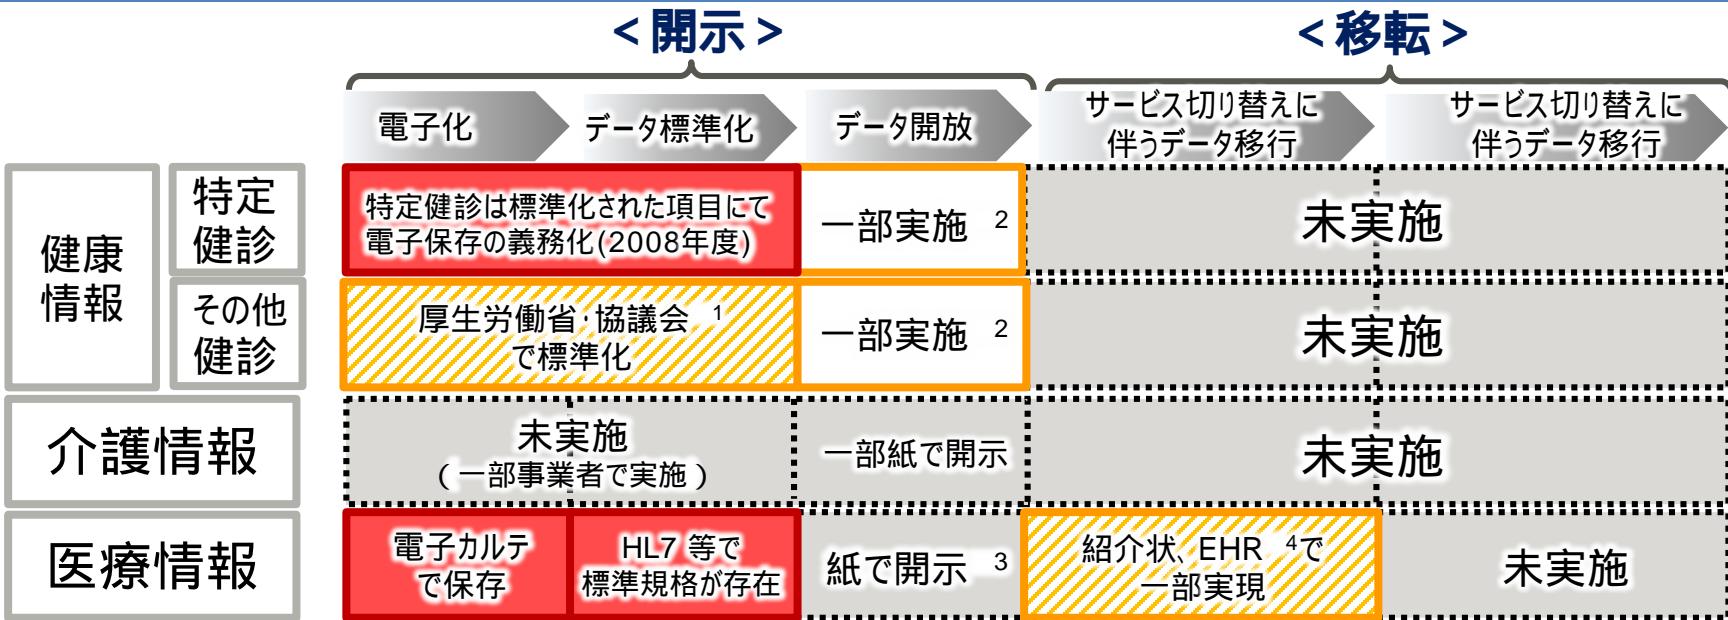 <開示>
<移転>
電子化
データ標準化
データ開放
サービス切り替えに
伴うデータ移行
サービス切り替えに
伴うデータ移行
健康
情報
特定
健診
特定健診は標準化された項目にて
電子保存の義務化(2008年度)
一部実施 2
未実施
その他
健診
厚生労働省・協議会 1
で標準化
一部実施 2
未実施
介護情報
未実施
(一部事業者で実施)
一部紙で開示
未実施
医療情報
電子カルテ
で保存
HL7 等で
標準規格が存在
紙で開示 3
紹介状、EHR 4で
一部実現
未実施